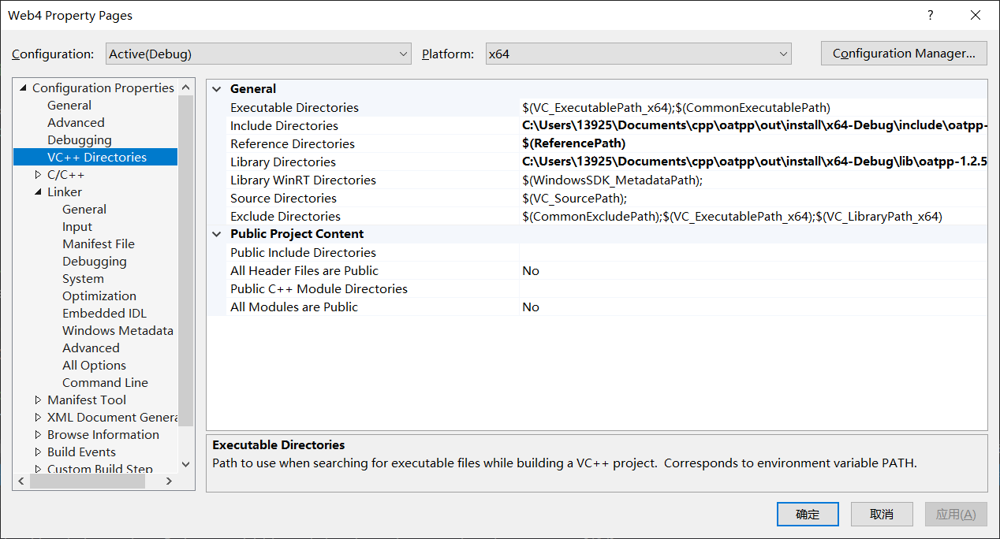 Web4 Property Pages
?
Configuration: Active(Debug) Platform: x64 Configuration Manager...
Configuration Properties
General
Advanced
Debugging
VC++ Directories
C/C++
Linker
General
Input
Manifest File
Debugging
System
Optimization
Embedded IDL
Windows Metadata
Advanced
All Options
Command Line
Manifest Tool
XML Document Genera
Browse Information
Build Events
Custom Build Step
General
Executable Directories $(VC_ExecutablePath_x64);$(CommonExecutablePath)
Include Directories C:\Users\13925\Documents\cpp\oatpp\out\install\x64-Debug\include\oatpp-
Reference Directories $(ReferencePath)
Library Directories C:\Users\13925\Documents\cpp\oatpp\out\install\x64-Debug\lib\oatpp-1.2.5
Library WinRT Directories $(WindowsSDK_MetadataPath);
Source Directories $(VC_SourcePath);
Exclude Directories $(CommonExcludePath);$(VC_ExecutablePath_x64);$(VC_LibraryPath_x64)
Public Project Content
Public Include Directories
All Header Files are Public No
Public C++ Module Directories
All Modules are Public No
Executable Directories
Path to use when searching for executable files while building a VC++ project.  Corresponds to environment variable PATH.
确定 取消 应用(A)